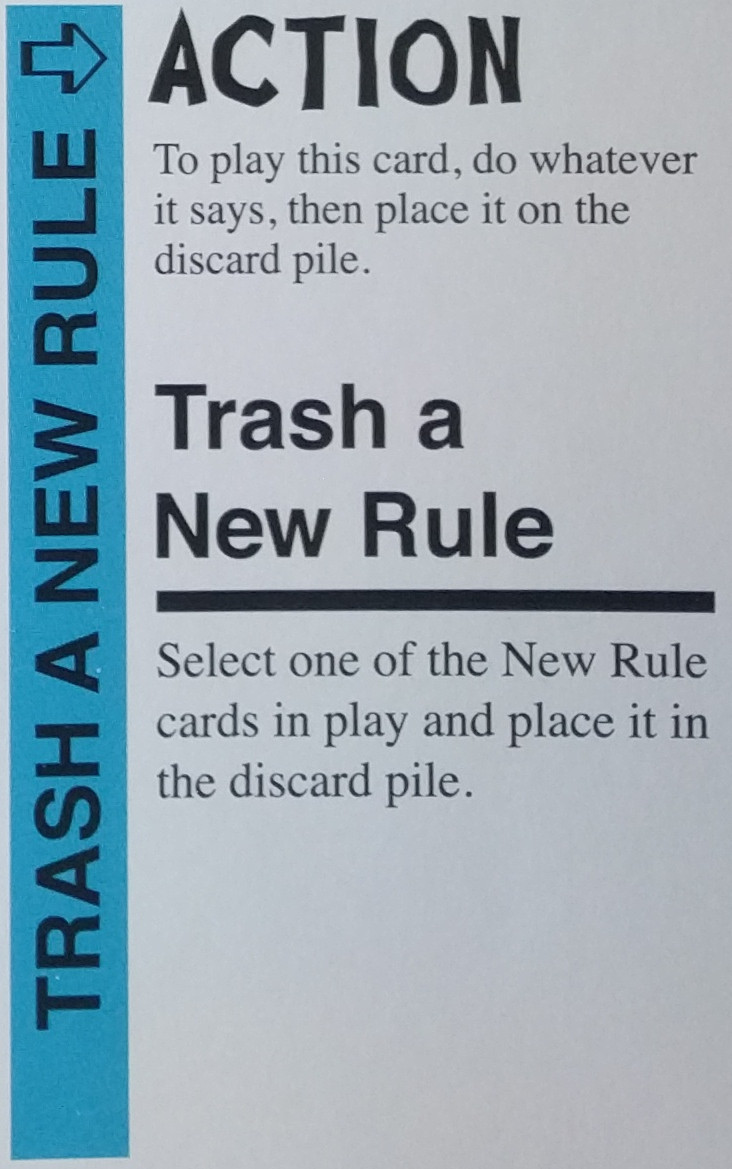 TRASH A NEW RULE
ACTION
To play this card, do whatever
it says, then place it on the
discard pile.
Trash a
New Rule
Select one of the New Rule
cards in play and place it in
the discard pile.